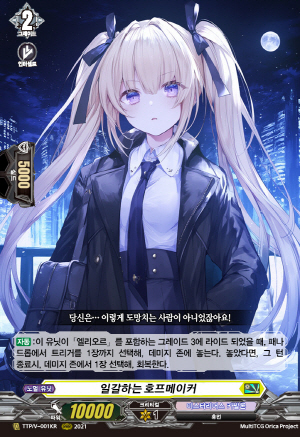 2
그레이드
인터셉트
5000
당신은… 이렇게 도망치는 사람이 아니었잖아요!
자동 :이 유닛이 「엘리오르」를 포함하는 그레이드 3에 라이드 되었을 때, 패나
드롭에서 트리거를 1장까지 선택해, 데미지 존에 놓는다. 놓았다면, 그 턴
종료시, 데미지 존에서 1장 선택해, 회복한다.
노멀 유닛
일갈하는 호프메이커
파워
10000
크리티컬
1
휴먼
TTP/V-001KR
2021
MultiTCG Orica Project